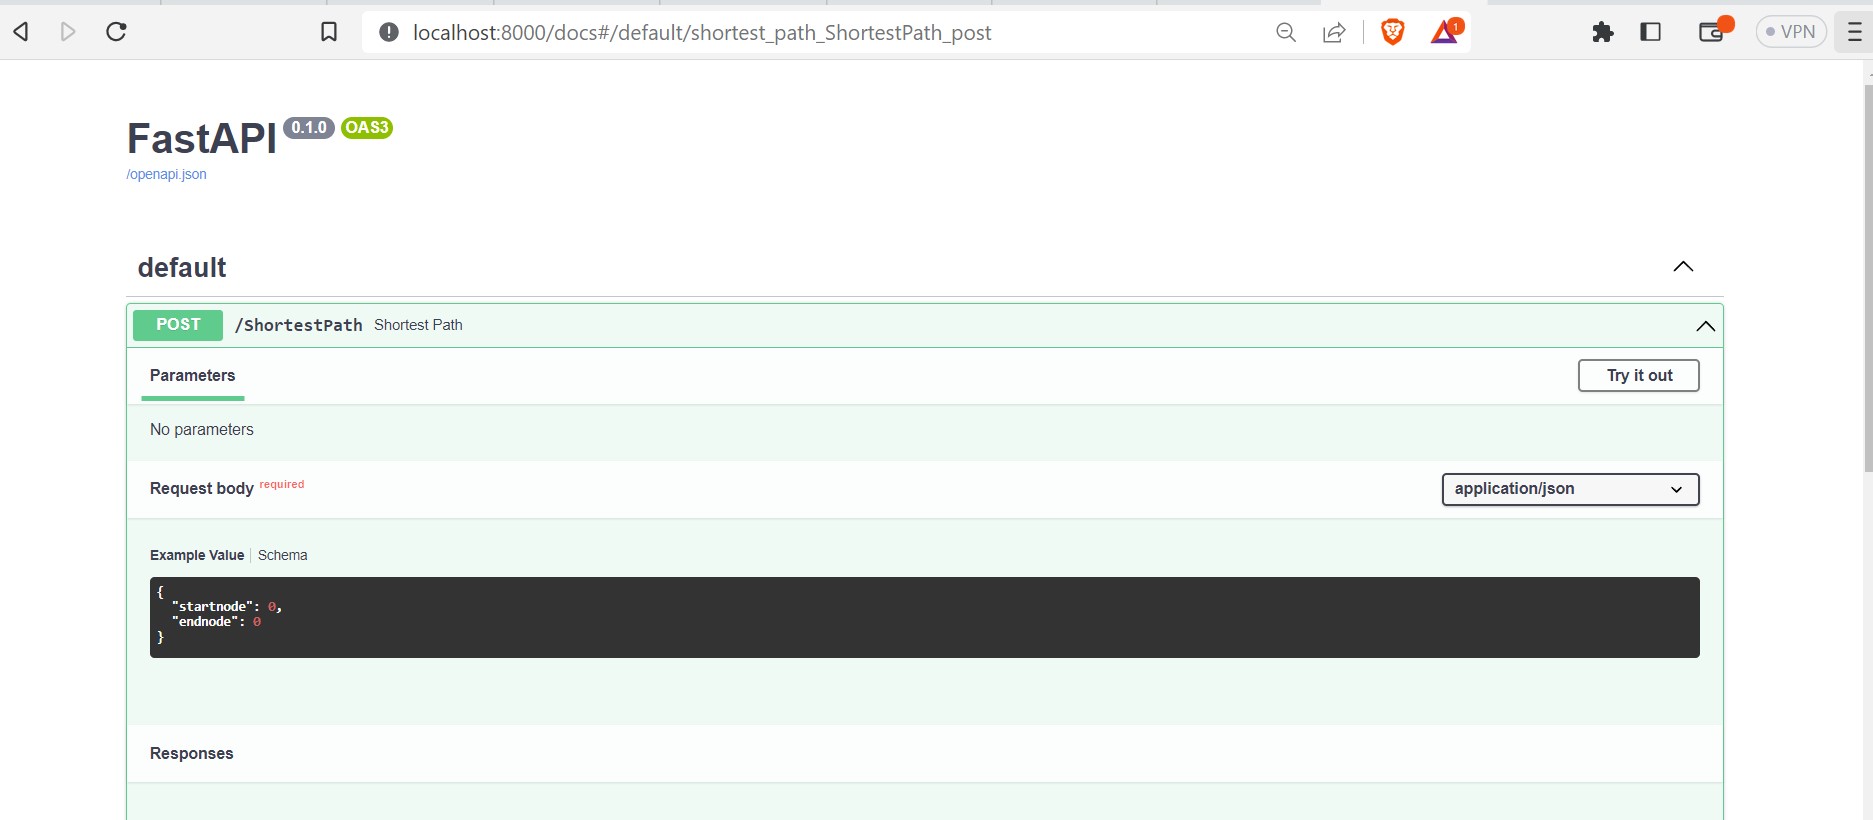 localhost:8000/docs#/default/shortest_path_ShortestPath_post
1
VPN
FastAPI 0.1.0 OAS3
/openapi.json
default
POST /ShortestPath Shortest Path
Parameters
Try it out
No parameters
Request body required
application/json
Example Value | Schema
{
"startnode": 0,
"endnode": 0
}
Responses